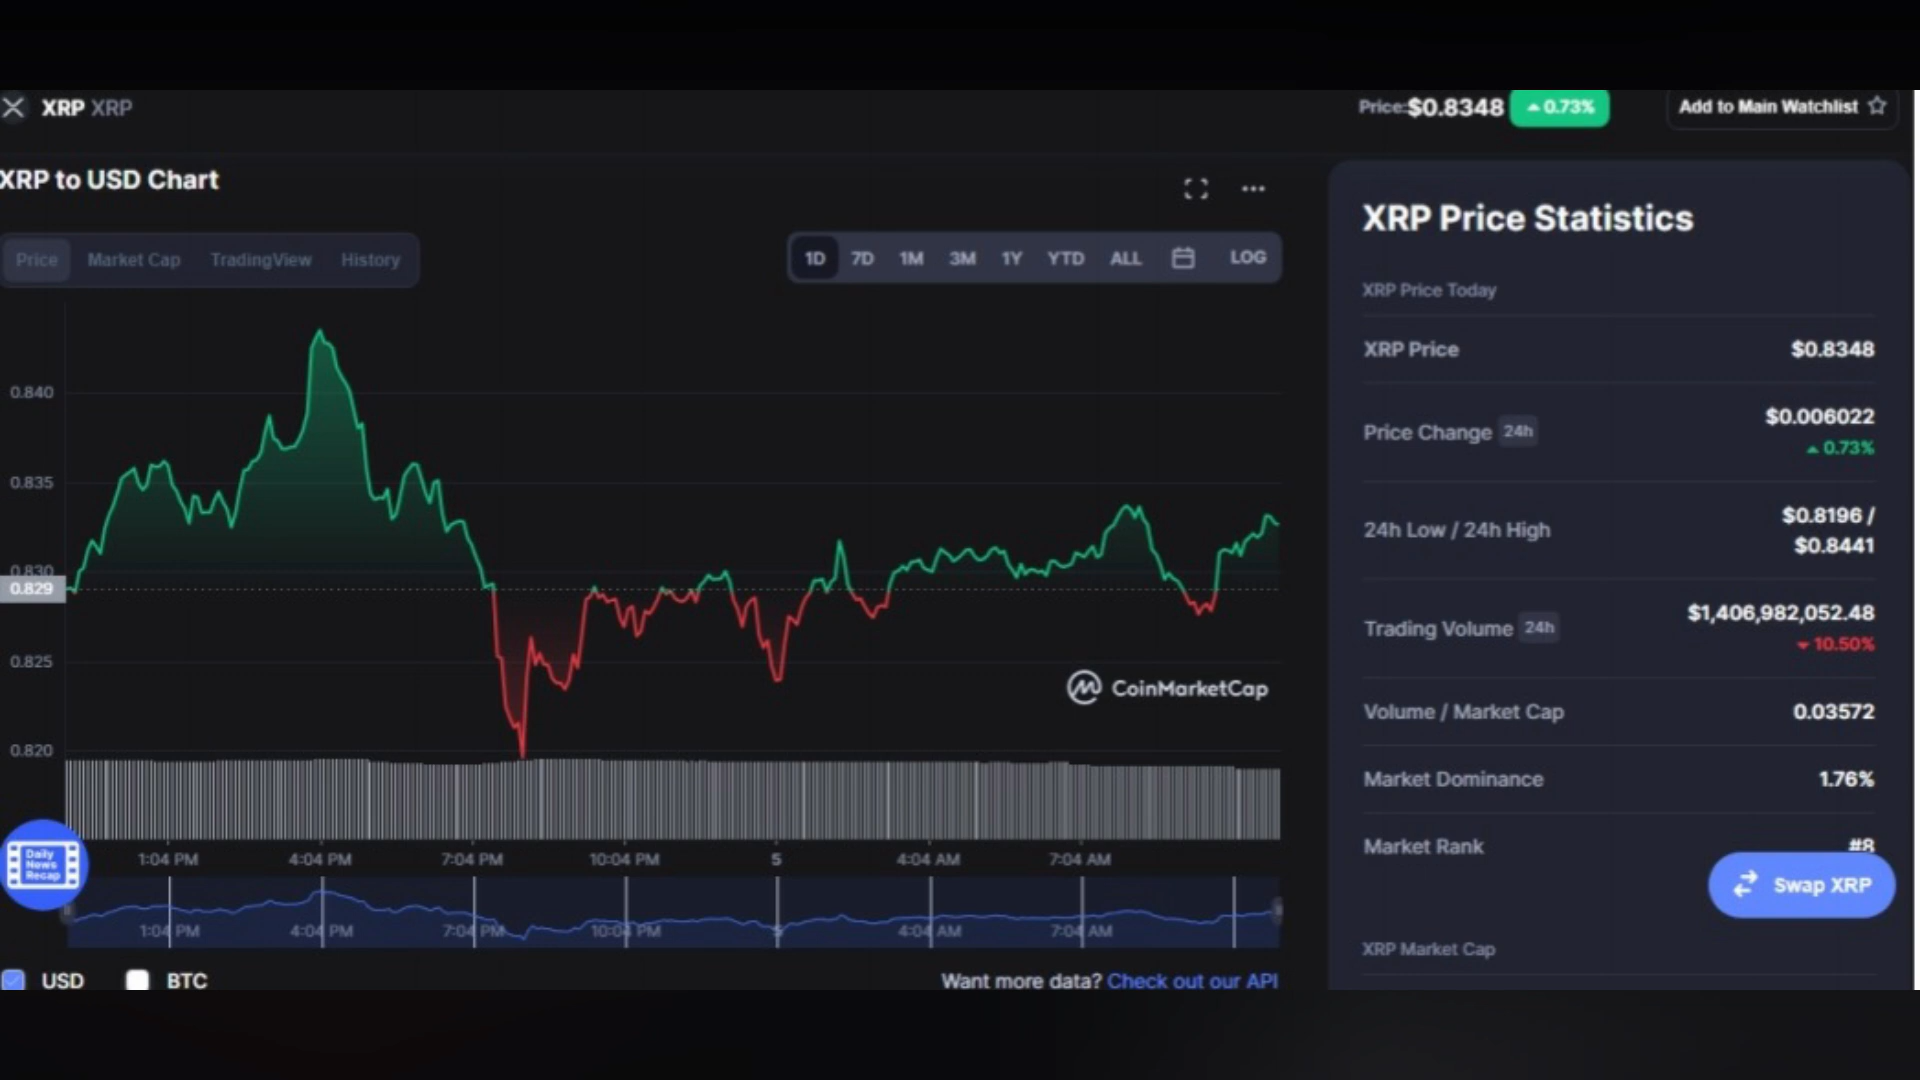 XRP XRP
Price:$0.8348 0.73%
Add to Main Watchlist
XRP to USD Chart
Price Market Cap TradingView History
1D 7D 1M 3M 1Y YTD ALL LOG
0.840
0.835
0.830
0.829
0.825
0.820
CoinMarketCap
1:04 PM 4:04 PM 7:04 PM 10:04 PM 5 4:04 AM 7:04 AM
1:04 PM 4:04 PM 7:04 PM 10:04 PM 5 4:04 AM 7:04 AM
Daily
News
Recap
USD BTC
Want more data? Check out our API
XRP Price Statistics
XRP Price Today
XRP Price $0.8348
Price Change 24h $0.006022
0.73%
24h Low / 24h High $0.8196 /
$0.8441
Trading Volume 24h $1,406,982,052.48
10.50%
Volume / Market Cap 0.03572
Market Dominance 1.76%
Market Rank #8
Swap XRP
XRP Market Cap